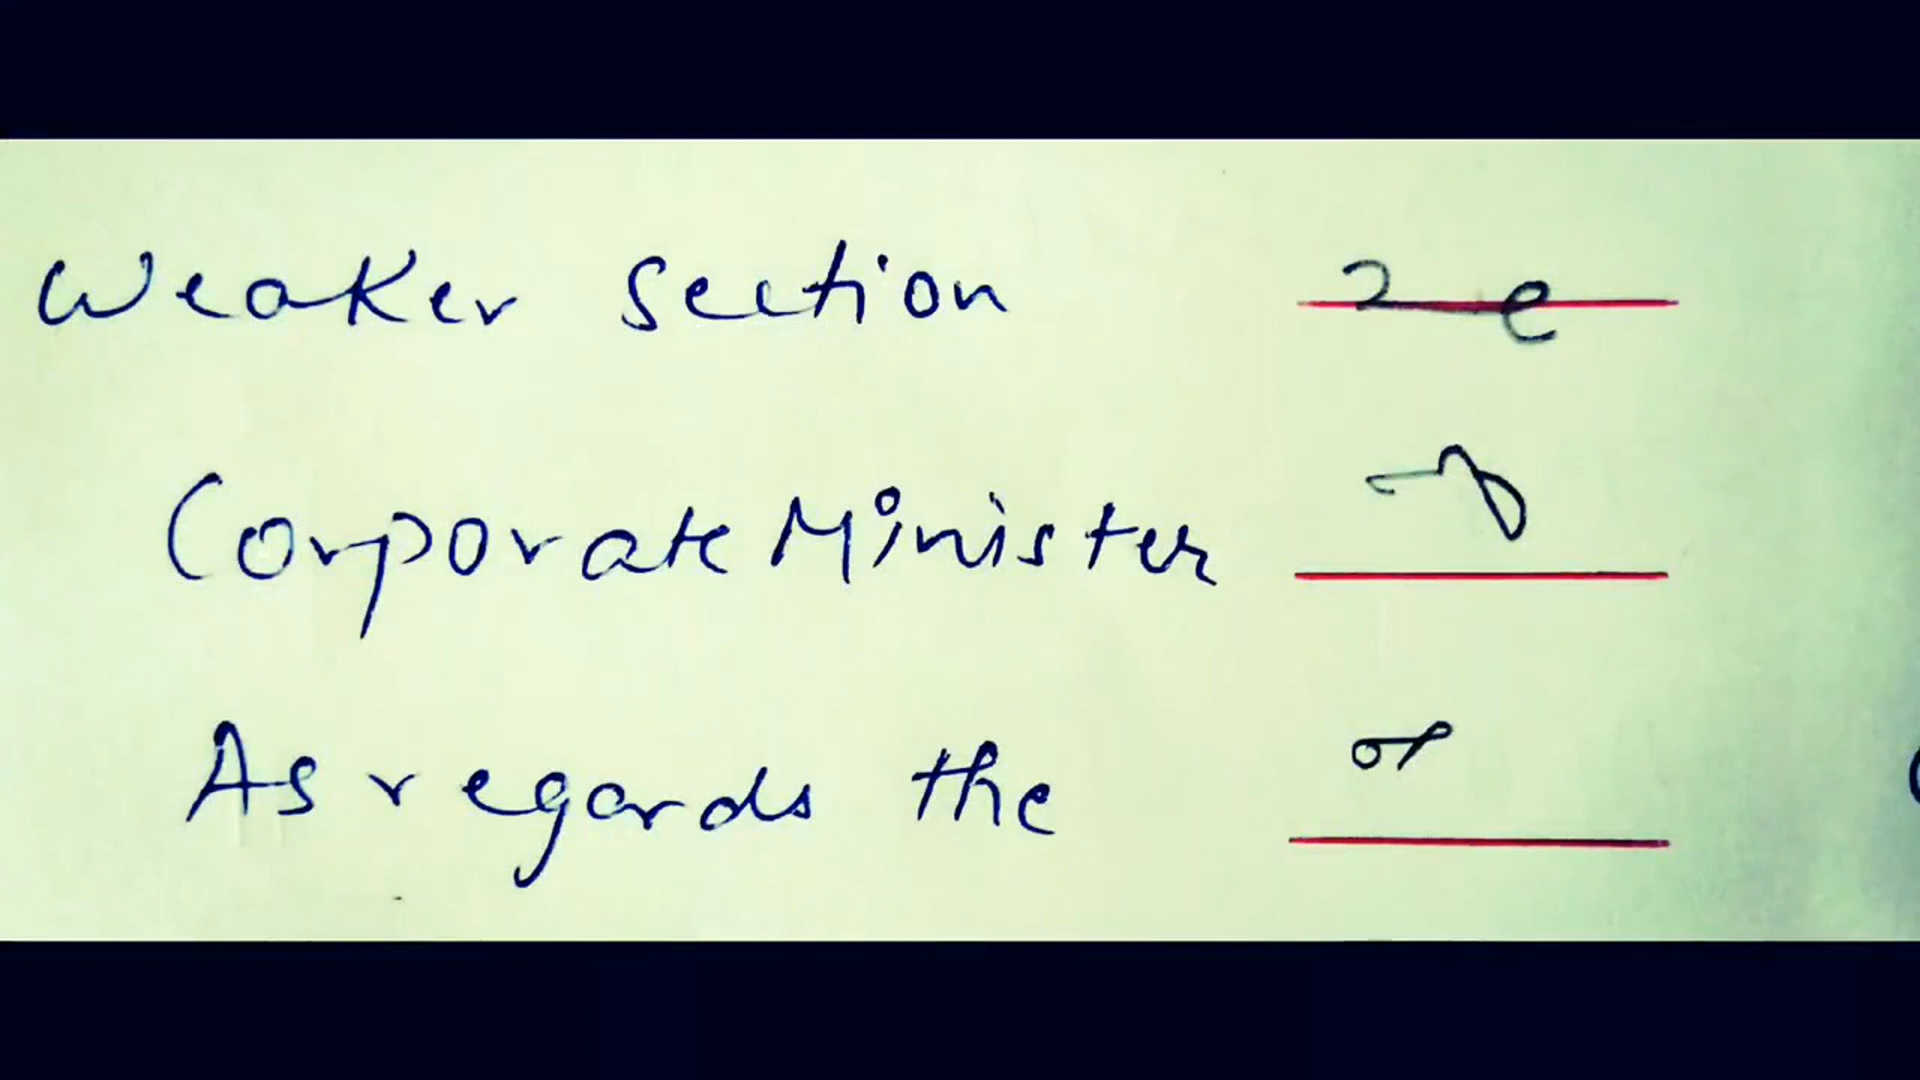 Weaker Section
Corporate Minister
As regards the